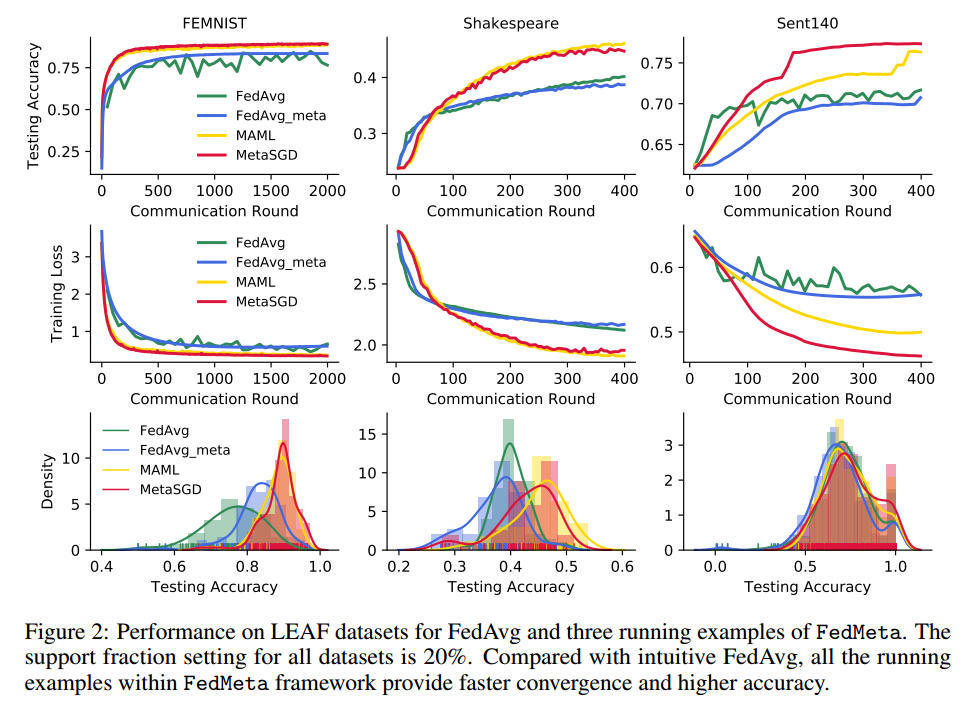 FEMNIST
Shakespeare
Sent140
Testing Accuracy
0.75
0.50
0.25
FedAvg
FedAvg_meta
MAML
MetaSGD
0 500 1000 1500 2000
Communication Round
0.4
0.3
0 100 200 300 400
Communication Round
0.75
0.70
0.65
0 100 200 300 400
Communication Round
Training Loss
3
2
1
FedAvg
FedAvg_meta
MAML
MetaSGD
0 500 1000 1500 2000
Communication Round
2.5
2.0
0 100 200 300 400
Communication Round
0.6
0.5
0 100 200 300 400
Communication Round
Density
10
5
0
FedAvg
FedAvg_meta
MAML
MetaSGD
0.4 0.6 0.8 1.0
Testing Accuracy
15
10
5
0
0.2 0.3 0.4 0.5 0.6
Testing Accuracy
3
2
1
0
0.0 0.5 1.0
Testing Accuracy
Figure 2: Performance on LEAF datasets for FedAvg and three running examples of FedMeta. The
support fraction setting for all datasets is 20%. Compared with intuitive FedAvg, all the running
examples within FedMeta framework provide faster convergence and higher accuracy.